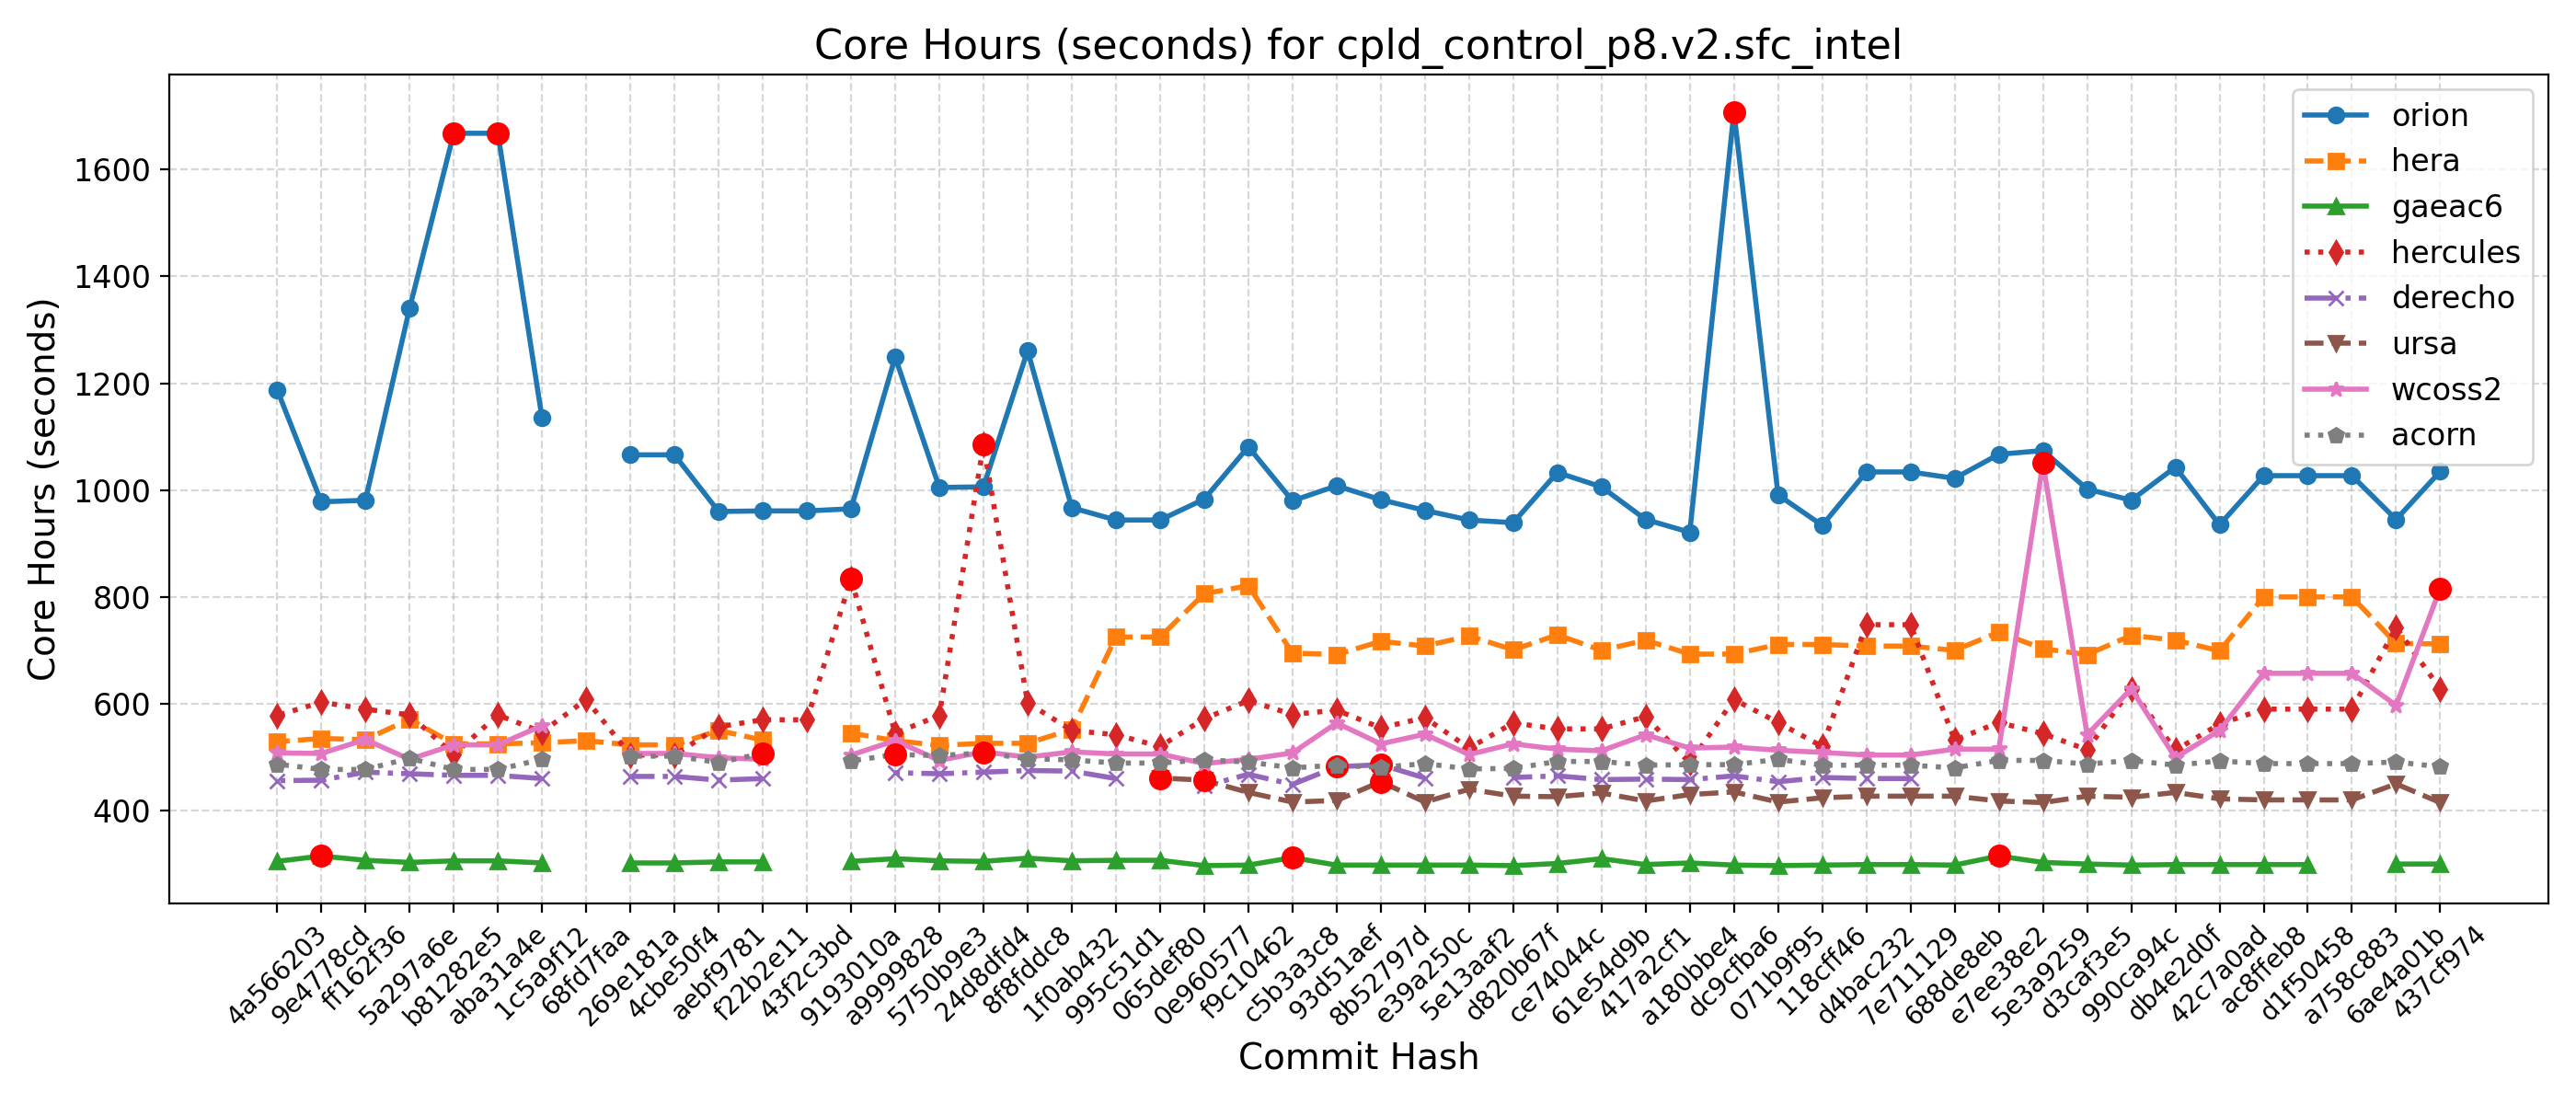 Core Hours (seconds) for cpld_control_p8.v2.sfc_intel
Core Hours (seconds)
1600
1400
1200
1000
800
600
400
orion
hera
gaeac6
hercules
derecho
ursa
wcoss2
acorn
4a566203
9e4778cd
ff162f36
5a297a6e
b81282e5
aba31a4e
1c5a9f12
68fd7faa
269e181a
4cbe50f4
aebf9781
f22b2e11
43f2c3bd
9193010a
a9999828
5750b9e3
24d8dfd4
8f8fddc8
1f0ab432
995c51d1
065def80
0e960577
f9c10462
c5b3a3c8
93d51aef
8b52797d
e39a250c
5e13aaf2
d820b67f
ce74044c
61e54d9b
417a2cf1
a180bbe4
dc9cfba6
071b9f95
118cff46
d4bac232
7e711129
688de8eb
e7ee38e2
5e3a9259
d3caf3e5
990ca94c
db4e2d0f
42c7a0ad
ac8ffeb8
d1f50458
a758c883
6ae4a01b
437cf974
Commit Hash